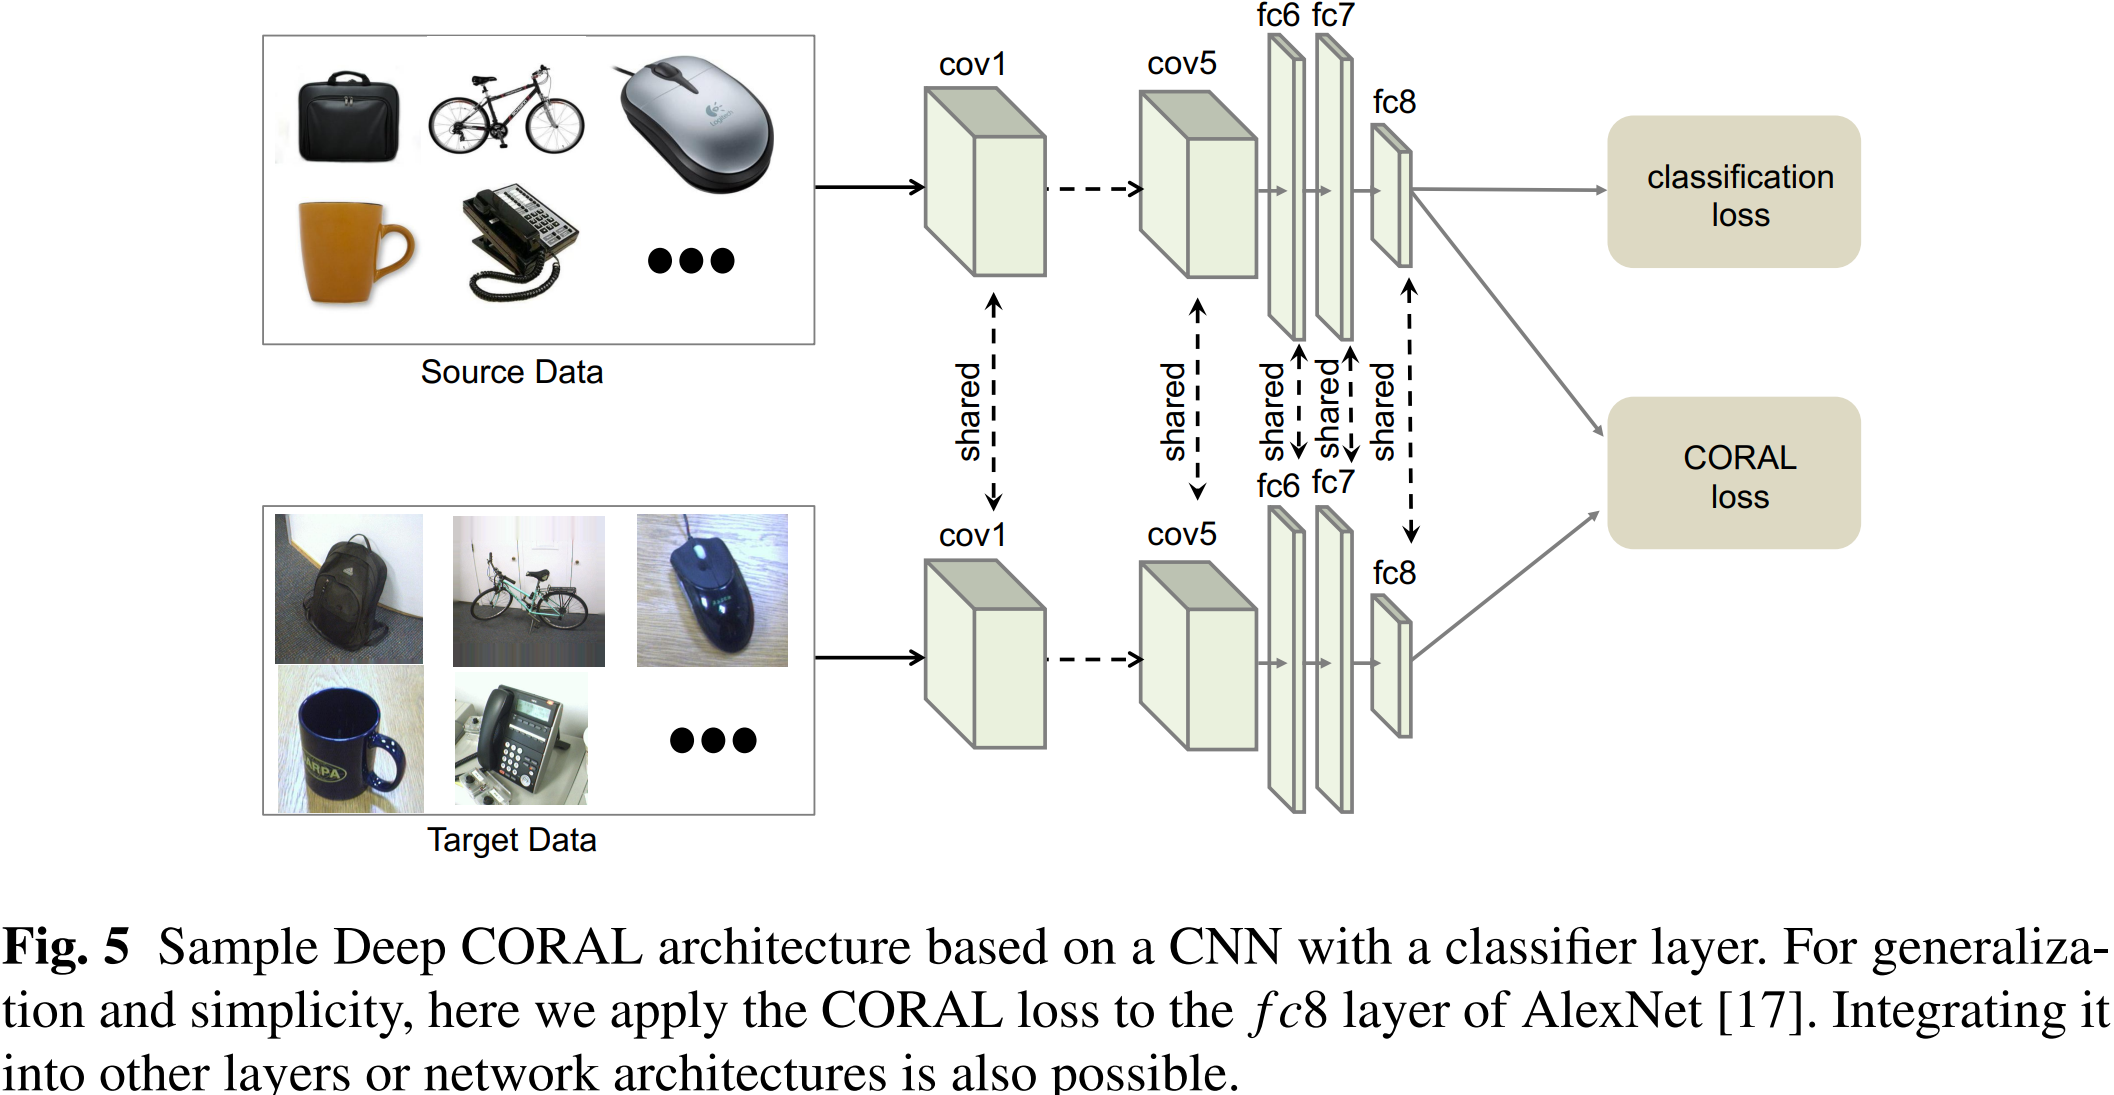 fc6 fc7
cov1
cov5
fc8
Logitech
classification
loss
Source Data
shared
shared
shared
shared
shared
CORAL
loss
fc6 fc7
cov1
cov5
fc8
ARPA
Target Data
Fig. 5 Sample Deep CORAL architecture based on a CNN with a classifier layer. For generaliza-
tion and simplicity, here we apply the CORAL loss to the fc8 layer of AlexNet [17]. Integrating it
into other layers or network architectures is also possible.